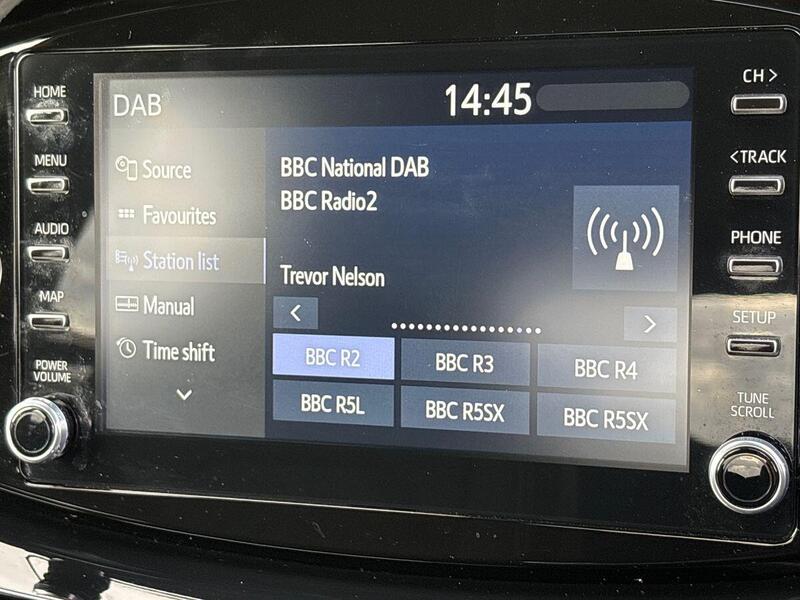 HOME
MENU
AUDIO
MAP
POWER
VOLUME
DAB
14:45
Source
Favourites
Station list
Manual
Time shift
BBC National DAB
BBC Radio2
Trevor Nelson
<
>
BBC R2
BBC R3
BBC R4
BBC R5L
BBC R5SX
BBC R5SX
CH >
<TRACK
PHONE
SETUP
TUNE
SCROLL